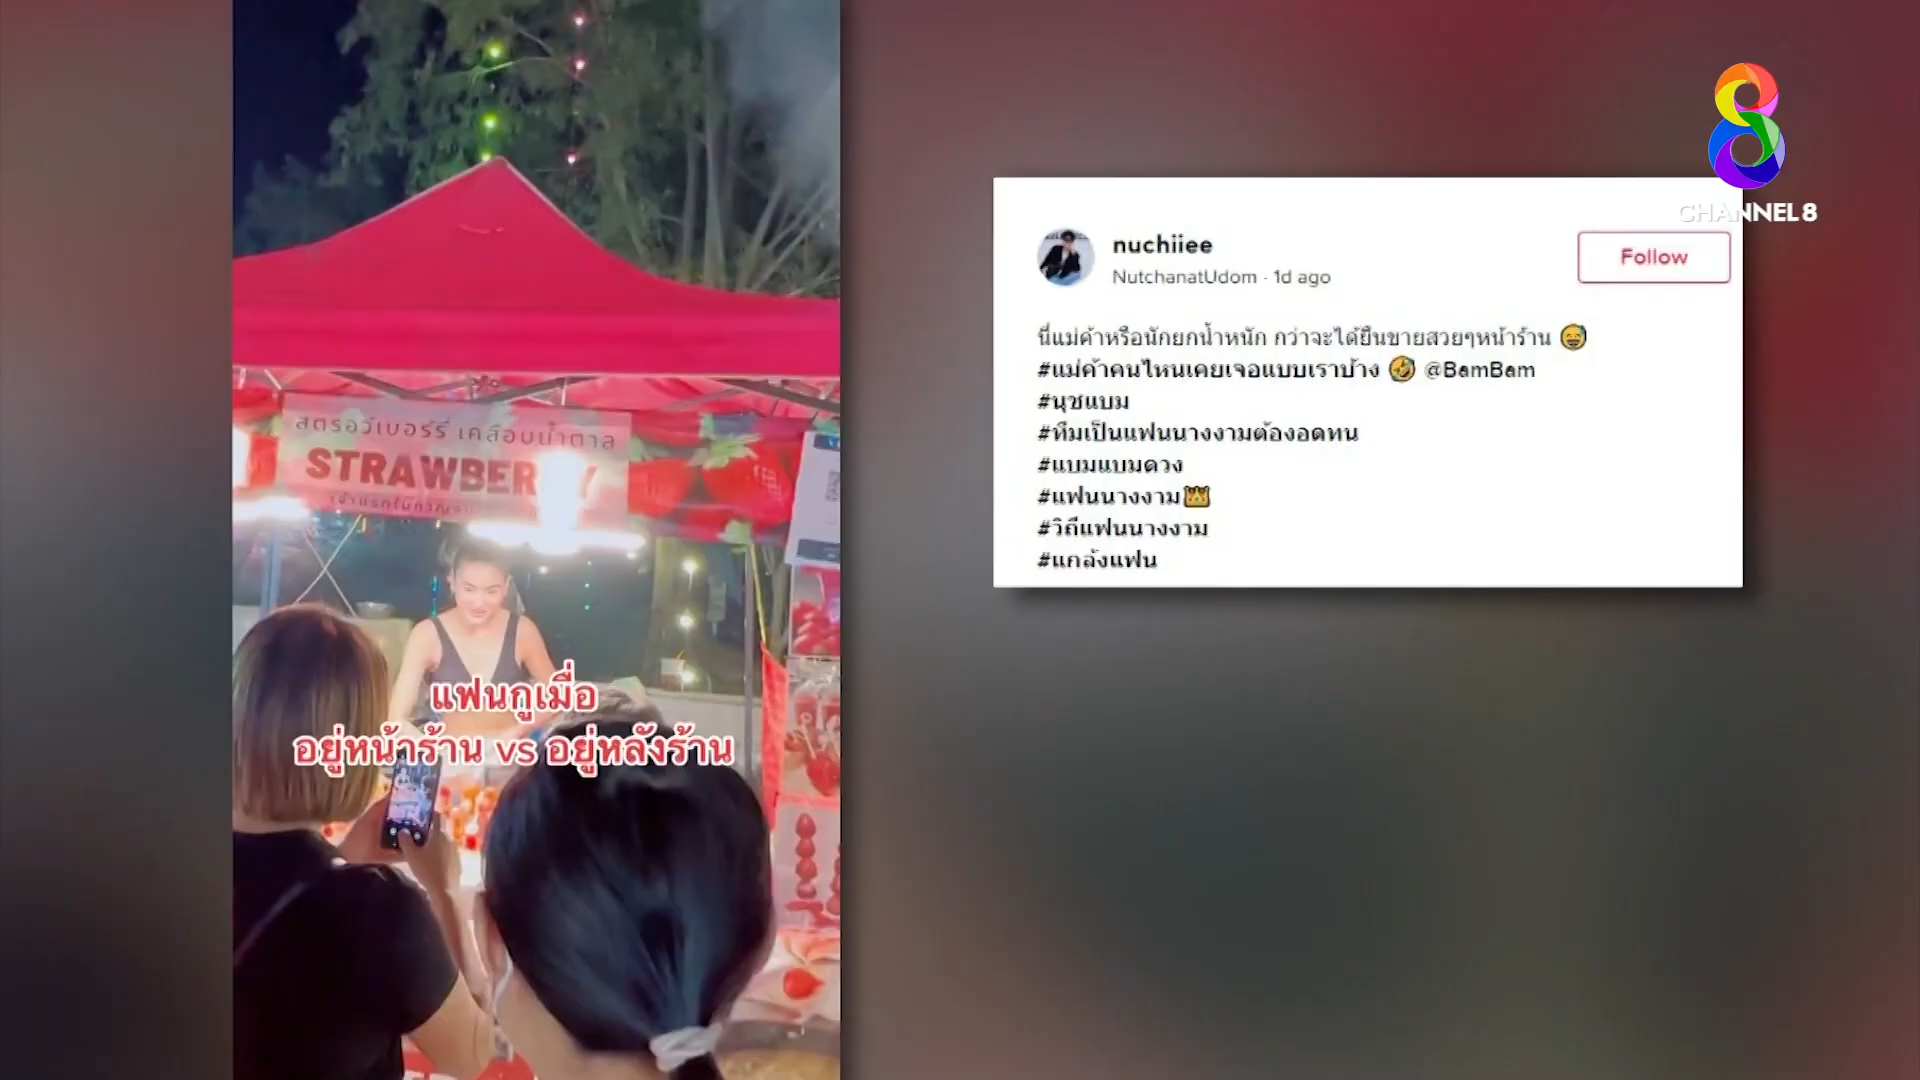 CHANNEL 8
สตรอว์เบอร์รี่ เคลือบน้ำตาล
แฟนกูเมื่อ
อยู่หน้าร้าน vs อยู่หลังร้าน
nuchiiee
NutchanatUdom · 1d ago
Follow
นี่แม่ค้าหรือนักยกน้ำหนัก กว่าจะได้ยืนขายสวยๆหน้าร้าน 😅
#แม่ค้าคนไหนเคยเจอแบบเราบ้าง 🤣 @BamBam
#นุชแบม
#ทีมเป็นแฟนนางงามต้องอดทน
#แบมแบมดวง
#แฟนนางงาม👑
#วิถีแฟนนางงาม
#แกล้งแฟน